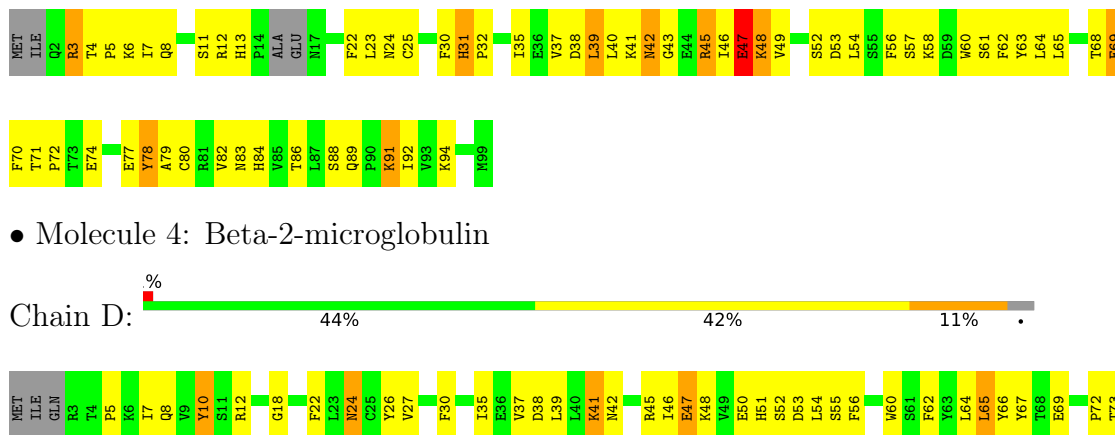 MET ILE Q2 R3 T4 P5 K6 I7 Q8 S11 R12 H13 P14 ALA GLU N17 F22 L23 N24 C25 F30 H31 P32 I35 E36 V37 D38 L39 L40 K41 N42 G43 E44 R45 I46 E47 K48 V49 S52 D53 L54 S55 F56 S57 K58 D59 W60 S61 F62 Y63 L64 L65 T68 E69
F70 T71 P72 T73 E74 E77 Y78 A79 C80 R81 V82 N83 H84 V85 T86 L87 S88 Q89 P90 K91 I92 V93 K94 M99
• Molecule 4: Beta-2-microglobulin
.%
Chain D:
44% 42% 11% •
MET ILE GLN R3 T4 P5 K6 I7 Q8 V9 Y10 S11 R12 G18 F22 L23 N24 C25 Y26 V27 F30 I35 E36 V37 D38 L39 L40 K41 N42 R45 I46 E47 K48 V49 E50 H51 S52 D53 L54 S55 F56 W60 S61 F62 Y63 L64 L65 Y66 Y67 T68 E69 P72 T73